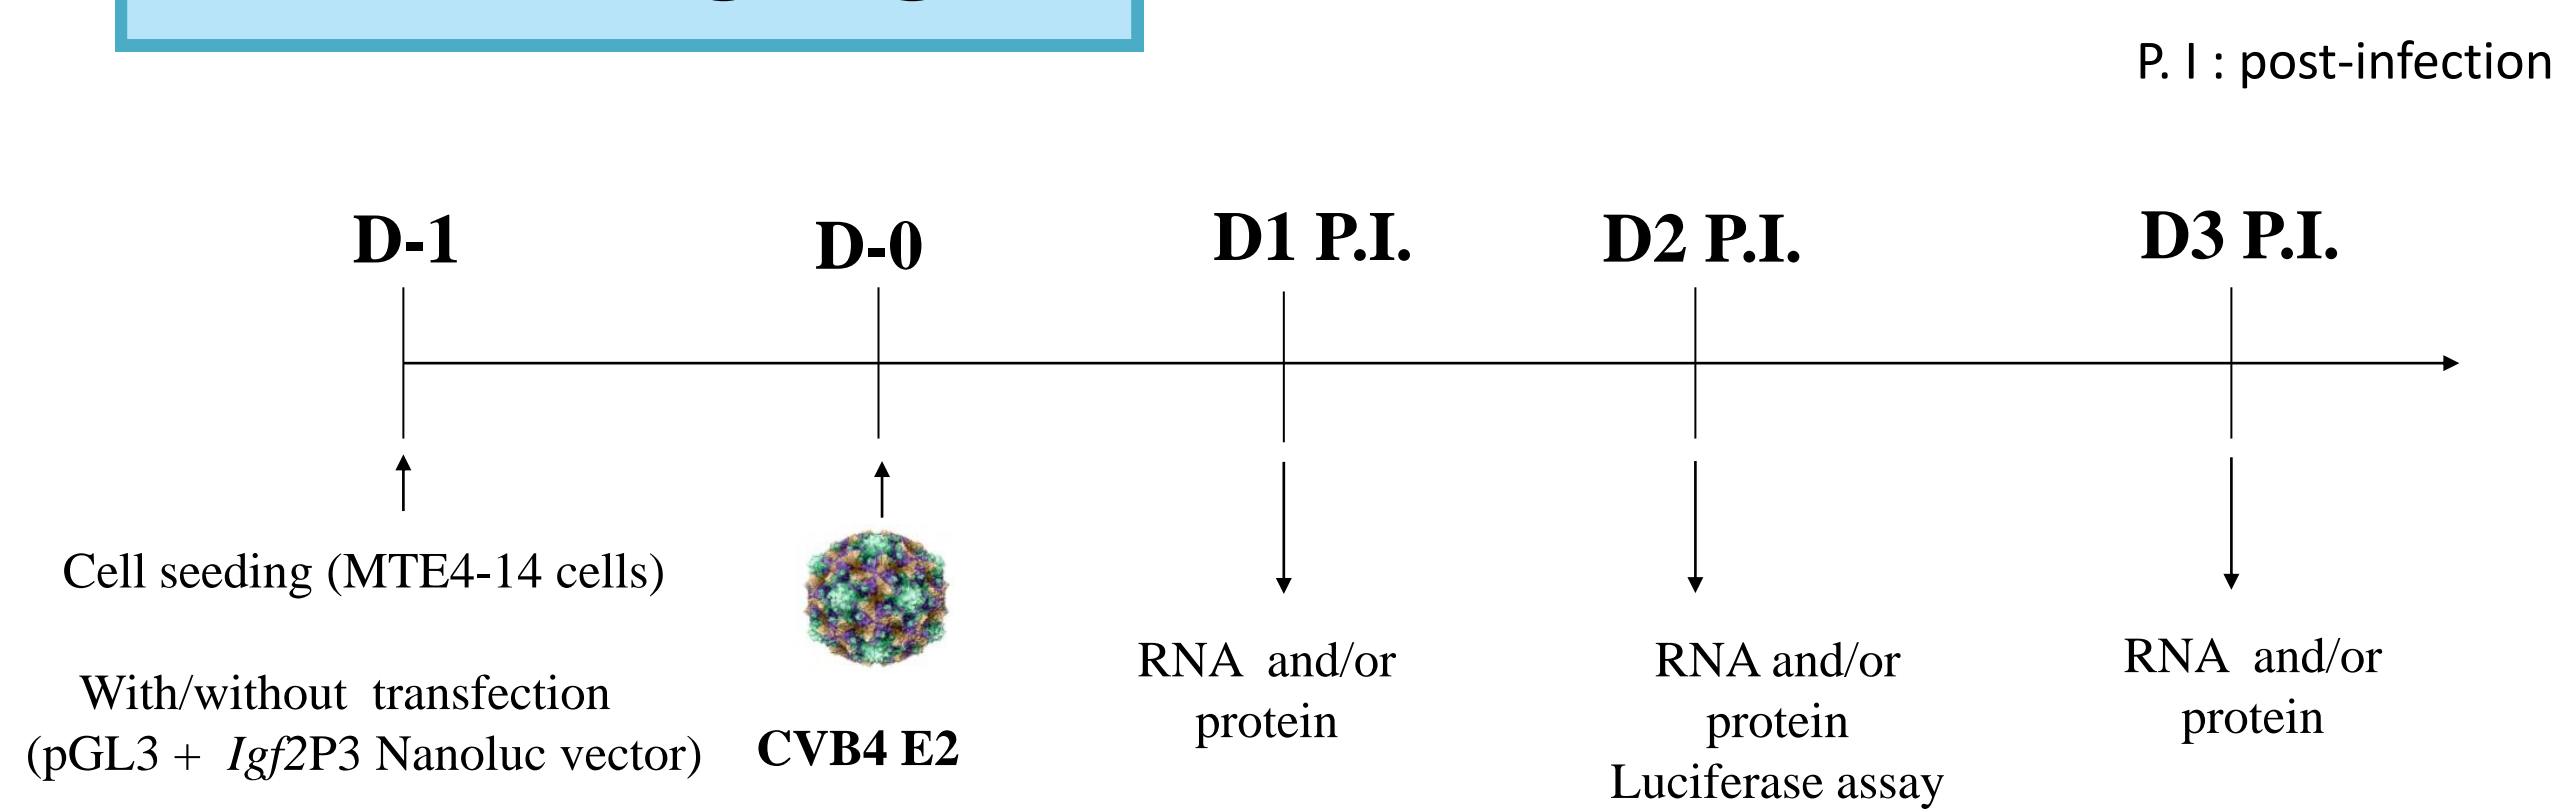 P. I : post-infection
D-1
D-0
D1 P.I.
D2 P.I.
D3 P.I.
Cell seeding (MTE4-14 cells)
With/without transfection
(pGL3 + Igf2P3 Nanoluc vector)
CVB4 E2
RNA and/or
protein
RNA and/or
protein
Luciferase assay
RNA and/or
protein